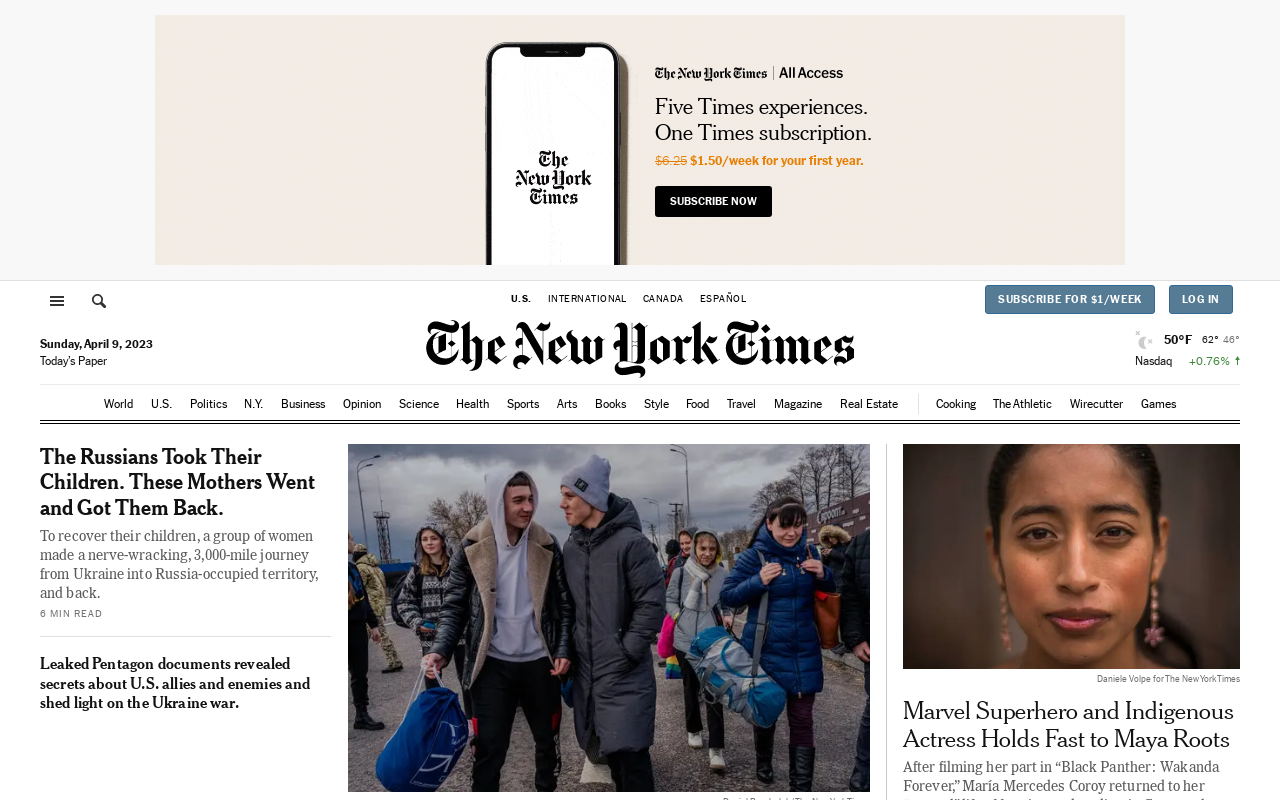 The New York Times
The New York Times | All Access
Five Times experiences.
One Times subscription.
$6.25 $1.50/week for your first year.
SUBSCRIBE NOW
U.S. INTERNATIONAL CANADA ESPAÑOL
SUBSCRIBE FOR $1/WEEK LOG IN
The New York Times
Sunday, April 9, 2023
Today's Paper
50°F 62° 46°
Nasdaq +0.76% ↑
World U.S. Politics N.Y. Business Opinion Science Health Sports Arts Books Style Food Travel Magazine Real Estate Cooking The Athletic Wirecutter Games
The Russians Took Their
Children. These Mothers Went
and Got Them Back.
To recover their children, a group of women
made a nerve-wracking, 3,000-mile journey
from Ukraine into Russia-occupied territory,
and back.
6 MIN READ
Leaked Pentagon documents revealed
secrets about U.S. allies and enemies and
shed light on the Ukraine war.
Daniele Volpe for The New York Times
Marvel Superhero and Indigenous
Actress Holds Fast to Maya Roots
After filming her part in “Black Panther: Wakanda
Forever,” María Mercedes Coroy returned to her